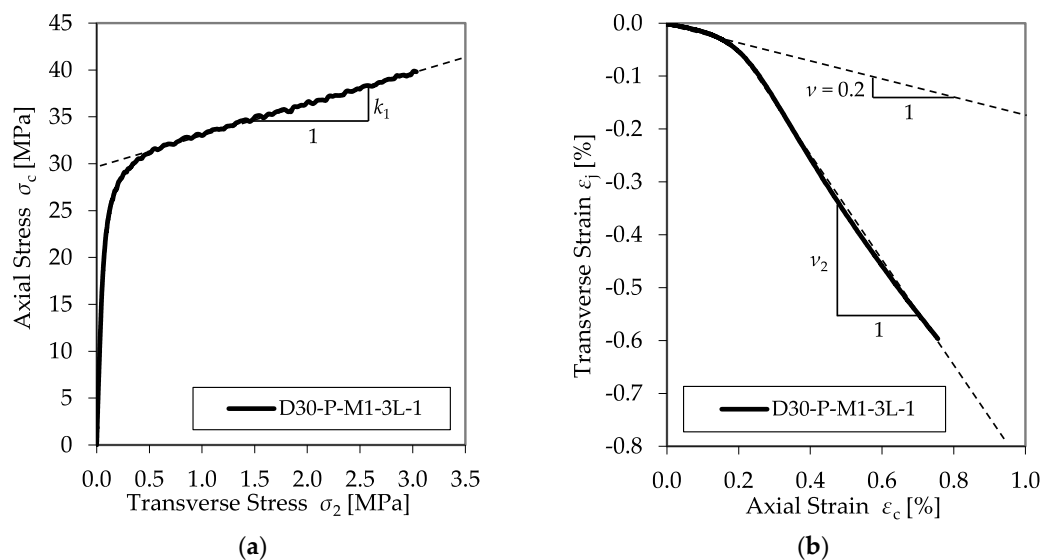 45
40
35
30
25
20
15
10
5
0
Axial Stress σc [MPa]
k1
1
D30-P-M1-3L-1
0.0 0.5 1.0 1.5 2.0 2.5 3.0 3.5
Transverse Stress σ2 [MPa]
(a)
0.0
-0.1
-0.2
-0.3
-0.4
-0.5
-0.6
-0.7
-0.8
Transverse Strain εj [%]
ν = 0.2
1
ν2
1
D30-P-M1-3L-1
0.0 0.2 0.4 0.6 0.8 1.0
Axial Strain εc [%]
(b)